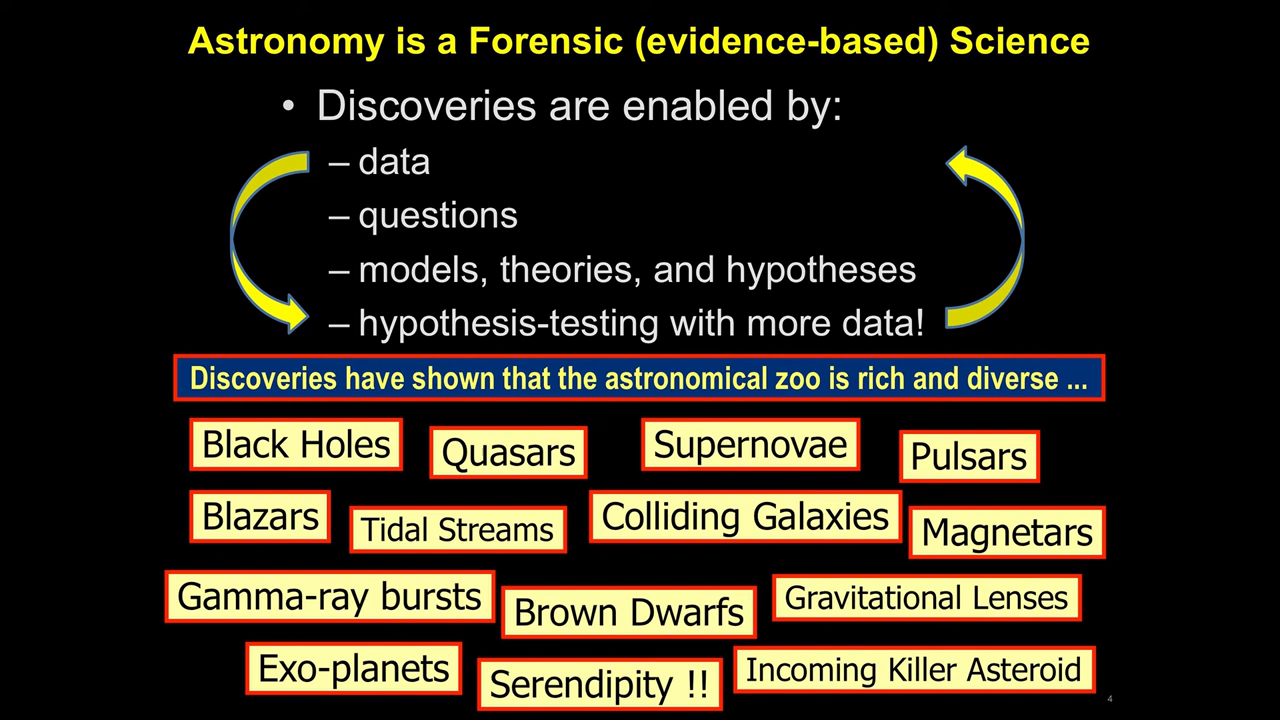 Astronomy is a Forensic (evidence-based) Science
• Discoveries are enabled by:
– data
– questions
– models, theories, and hypotheses
– hypothesis-testing with more data!
Discoveries have shown that the astronomical zoo is rich and diverse ...
Black Holes
Quasars
Supernovae
Pulsars
Blazars
Tidal Streams
Colliding Galaxies
Magnetars
Gamma-ray bursts
Brown Dwarfs
Gravitational Lenses
Exo-planets
Serendipity !!
Incoming Killer Asteroid
4